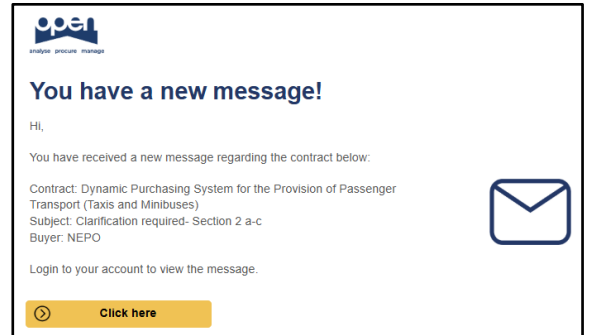 open
analyse procure manage
You have a new message!
Hi,
You have received a new message regarding the contract below:
Contract: Dynamic Purchasing System for the Provision of Passenger
Transport (Taxis and Minibuses)
Subject: Clarification required- Section 2 a-c
Buyer: NEPO
Login to your account to view the message.
Click here